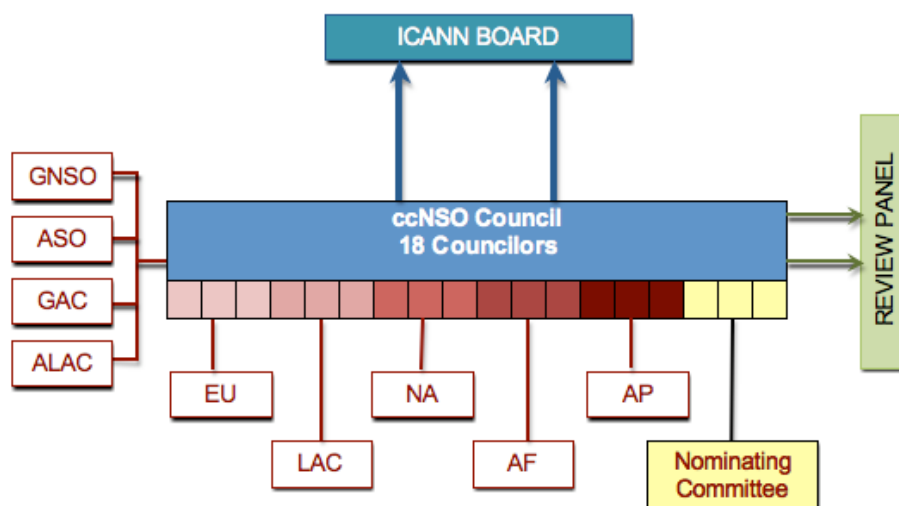 ICANN BOARD
GNSO
ASO
GAC
ALAC
ccNSO Council
18 Councilors
REVIEW PANEL
EU
NA
AP
LAC
AF
Nominating
Committee